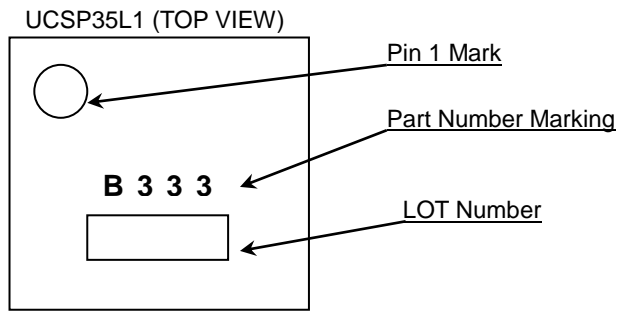 UCSP35L1 (TOP VIEW)
Pin 1 Mark
Part Number Marking
B 3 3 3
LOT Number